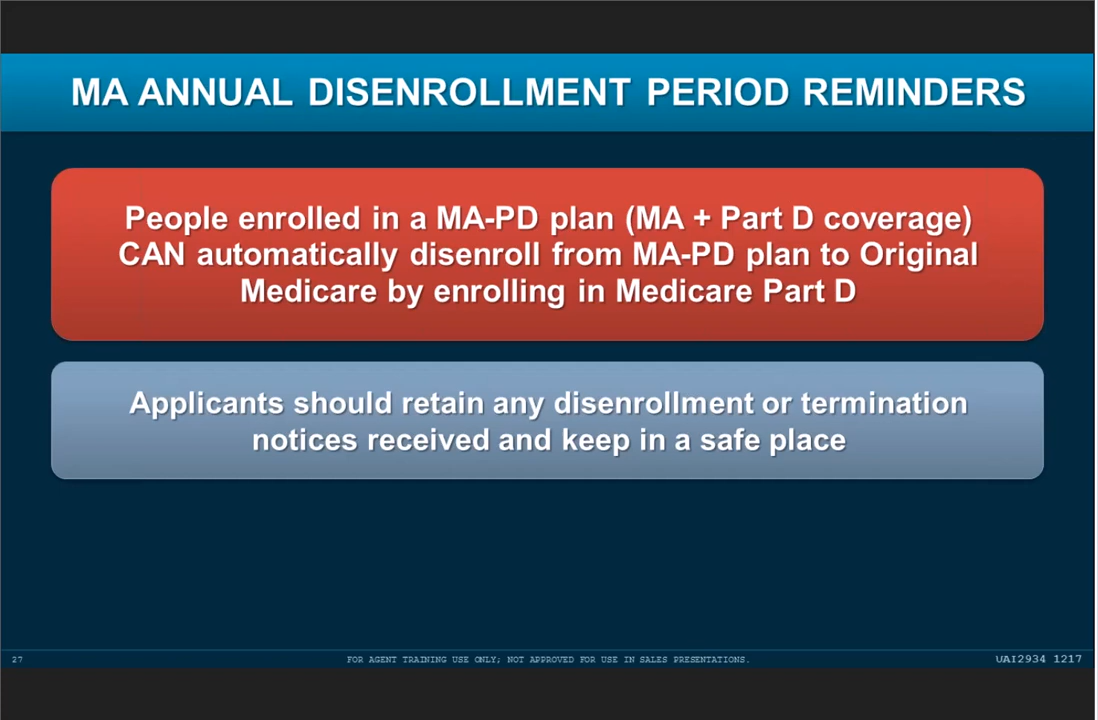 MA ANNUAL DISENROLLMENT PERIOD REMINDERS
People enrolled in a MA-PD plan (MA + Part D coverage)
CAN automatically disenroll from MA-PD plan to Original
Medicare by enrolling in Medicare Part D
Applicants should retain any disenrollment or termination
notices received and keep in a safe place
27
FOR AGENT TRAINING USE ONLY; NOT APPROVED FOR USE IN SALES PRESENTATIONS.
UAI2934 1217